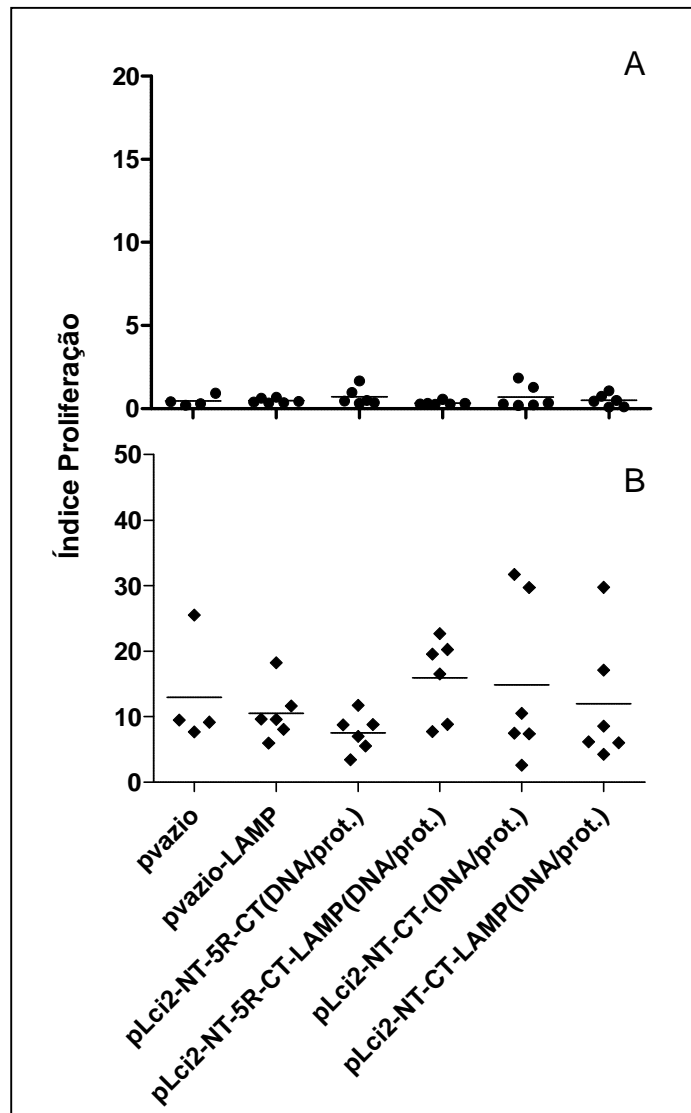 A
20
15
10
5
0
Índice Proliferação
B
50
40
30
20
10
0
pvazio
pvazio-LAMP
pLci2-NT-5R-CT(DNA/prot.)
pLci2-NT-5R-CT-LAMP(DNA/prot.)
pLci2-NT-CT-(DNA/prot.)
pLci2-NT-CT-LAMP(DNA/prot.)